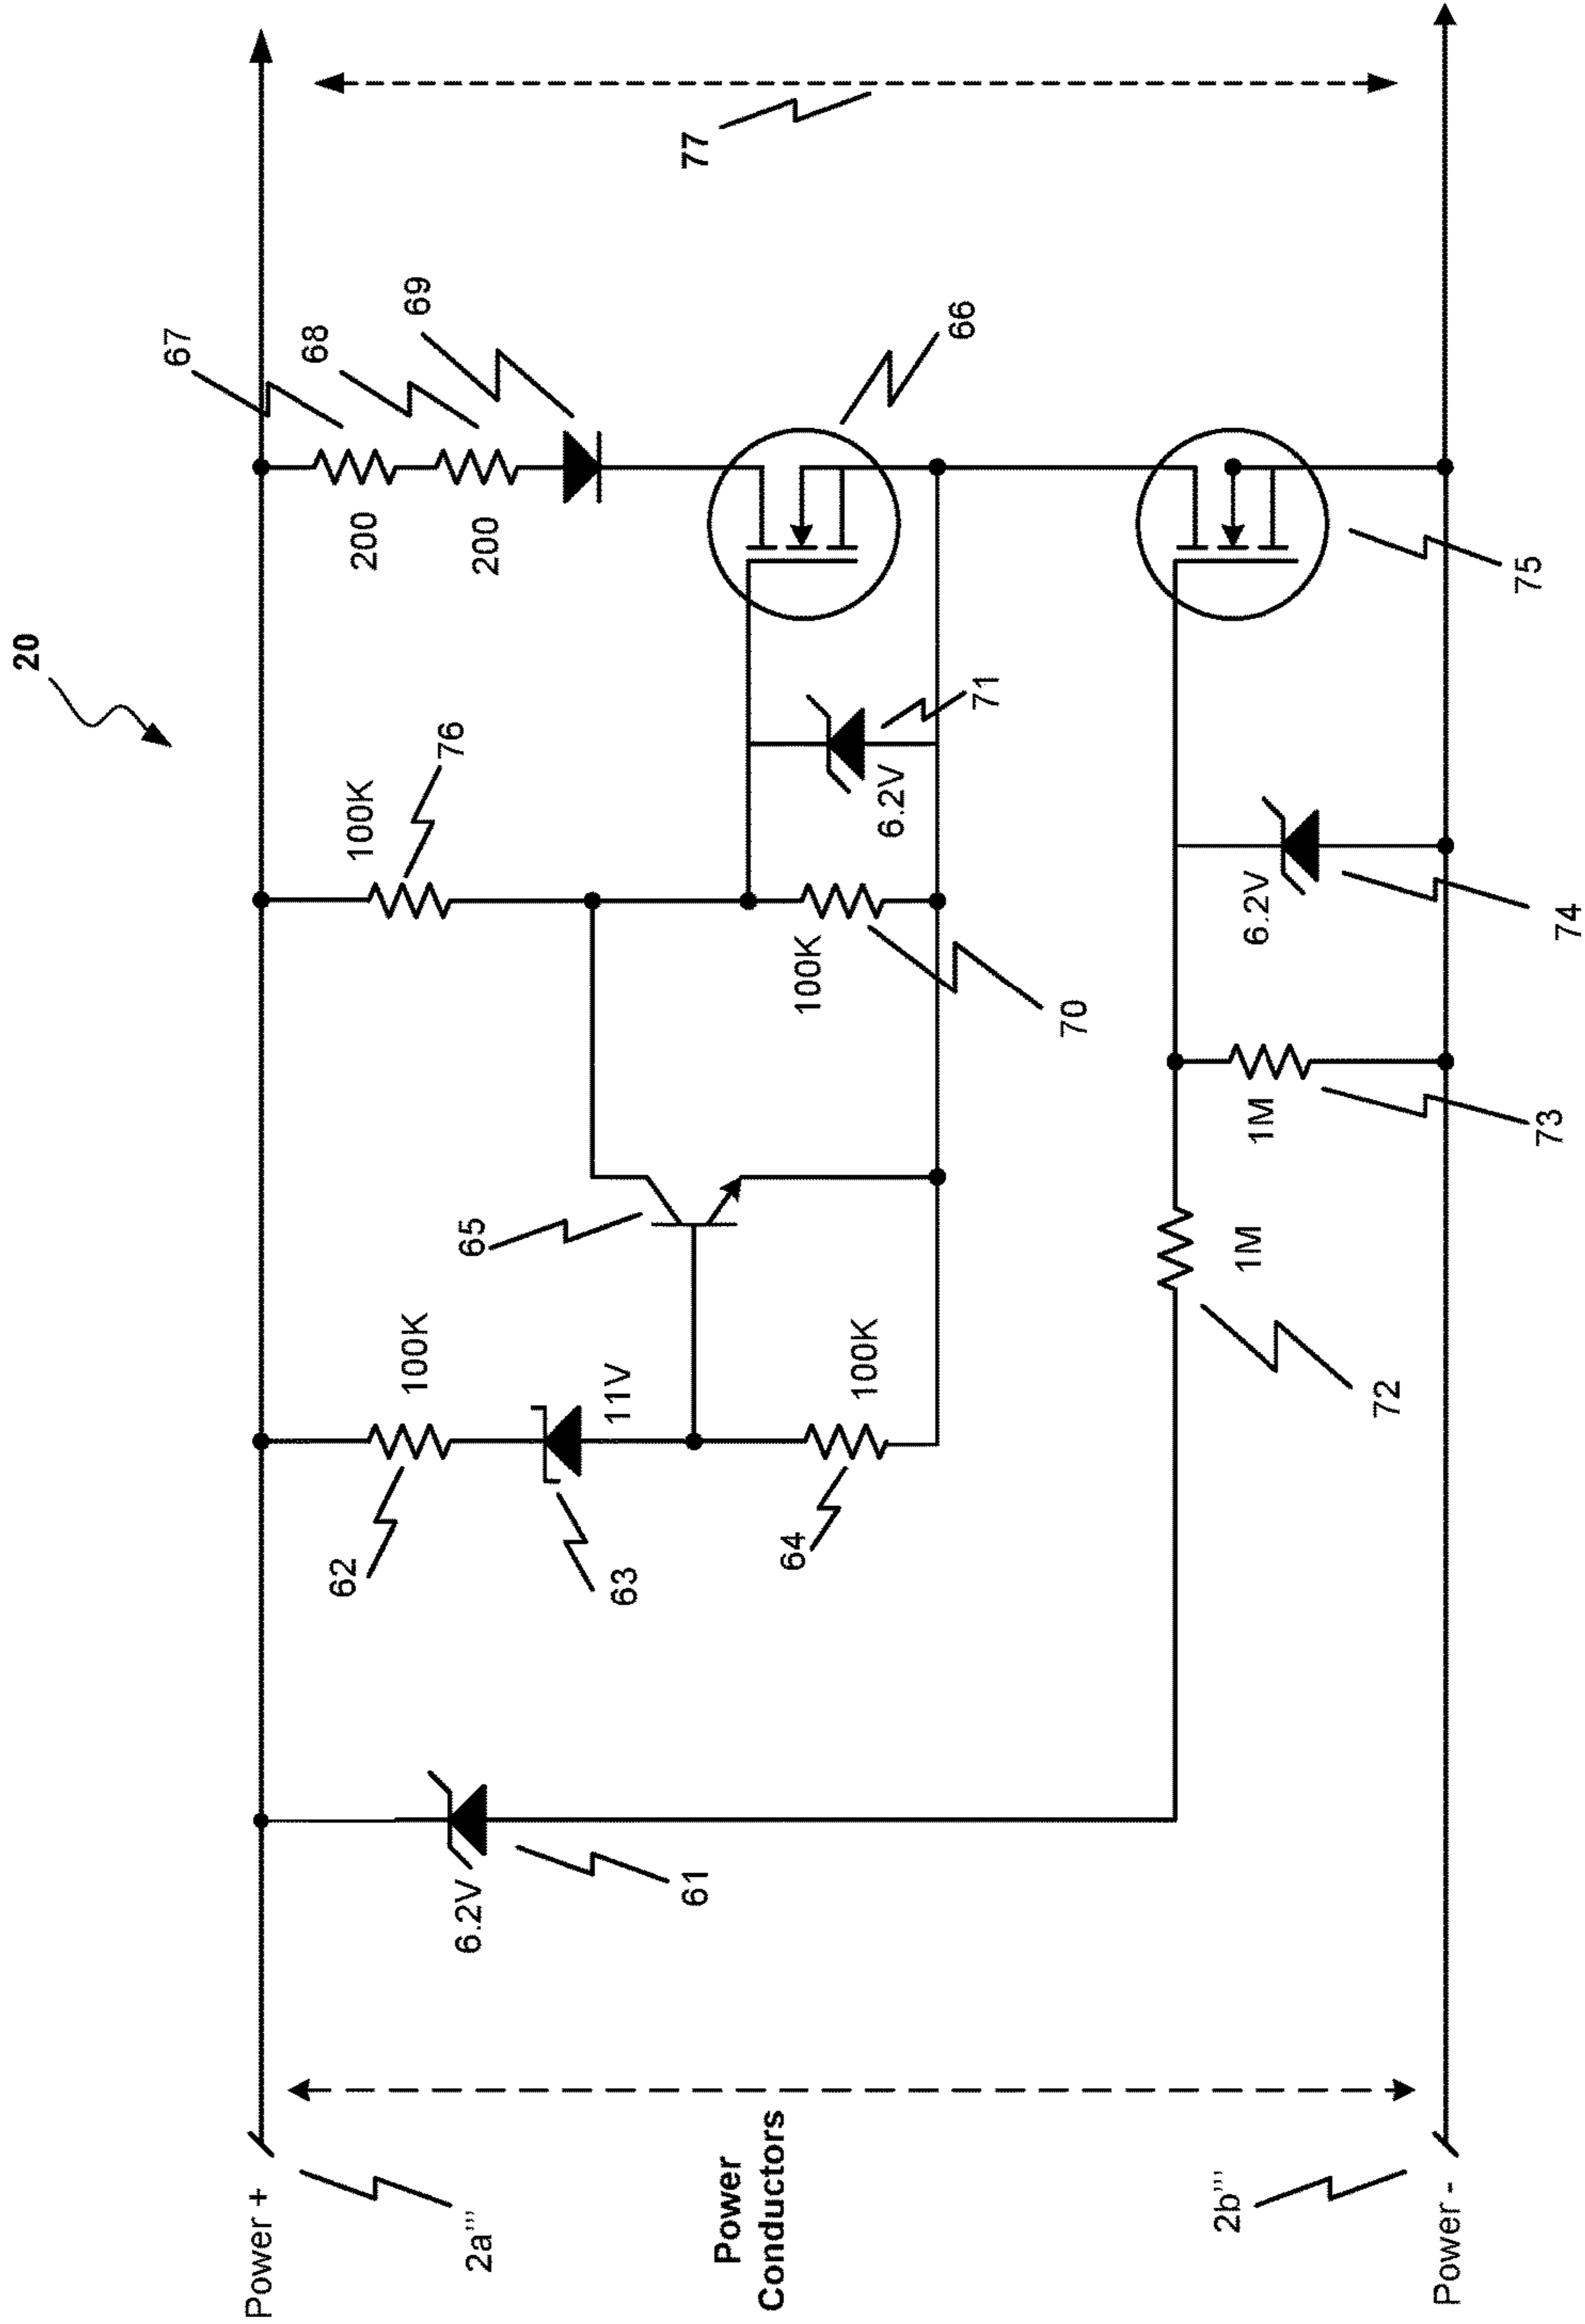 20
Power +
2a'''
Power
Conductors
2b'''
Power -
6.2V
61
62
100K
63
11V
64
100K
65
100K
76
100K
70
6.2V
71
67
200
68
200
69
66
77
72
1M
1M
73
6.2V
74
75